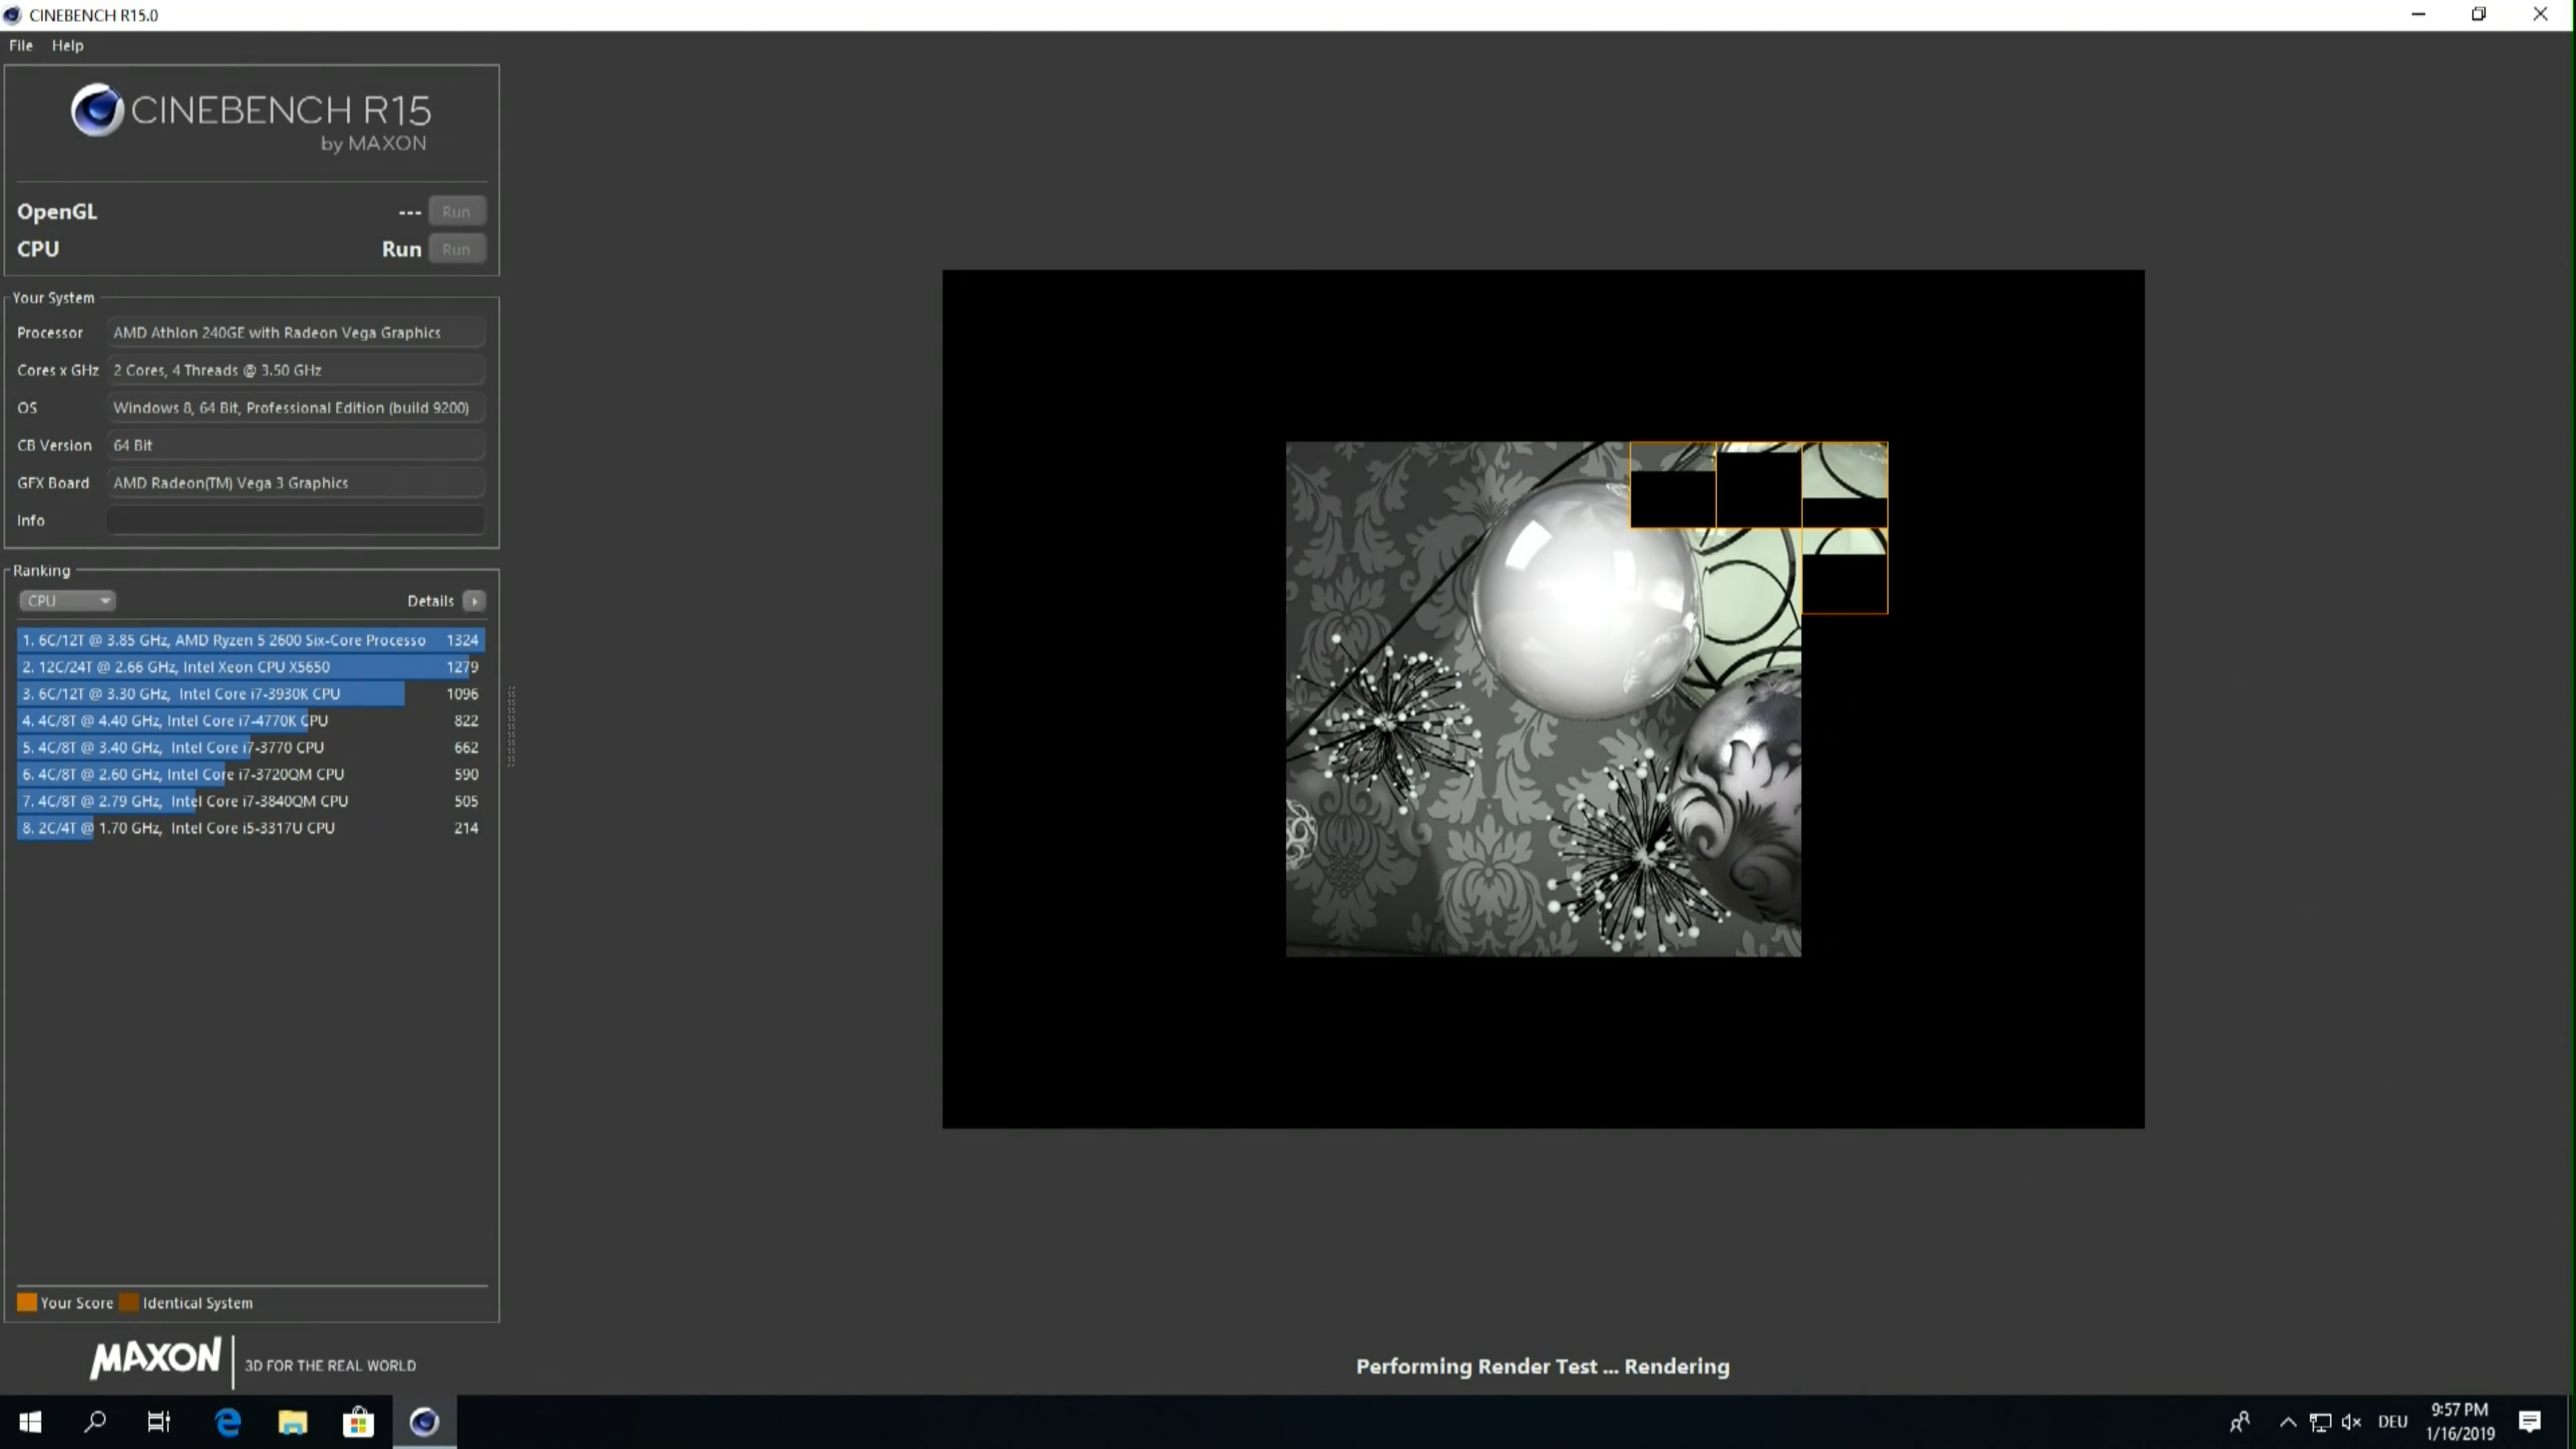 CINEBENCH R15.0
File Help
CINEBENCH R15
by MAXON
OpenGL --- Run
CPU Run Run
Your System
Processor AMD Athlon 240GE with Radeon Vega Graphics
Cores x GHz 2 Cores, 4 Threads @ 3.50 GHz
OS Windows 8, 64 Bit, Professional Edition (build 9200)
CB Version 64 Bit
GFX Board AMD Radeon(TM) Vega 3 Graphics
Info
Ranking
CPU Details
1. 6C/12T @ 3.85 GHz, AMD Ryzen 5 2600 Six-Core Processo 1324
2. 12C/24T @ 2.66 GHz, Intel Xeon CPU X5650 1279
3. 6C/12T @ 3.30 GHz, Intel Core i7-3930K CPU 1096
4. 4C/8T @ 4.40 GHz, Intel Core i7-4770K CPU 822
5. 4C/8T @ 3.40 GHz, Intel Core i7-3770 CPU 662
6. 4C/8T @ 2.60 GHz, Intel Core i7-3720QM CPU 590
7. 4C/8T @ 2.79 GHz, Intel Core i7-3840QM CPU 505
8. 2C/4T @ 1.70 GHz, Intel Core i5-3317U CPU 214
Your Score Identical System
MAXON 3D FOR THE REAL WORLD
Performing Render Test ... Rendering
DEU
9:57 PM
1/16/2019